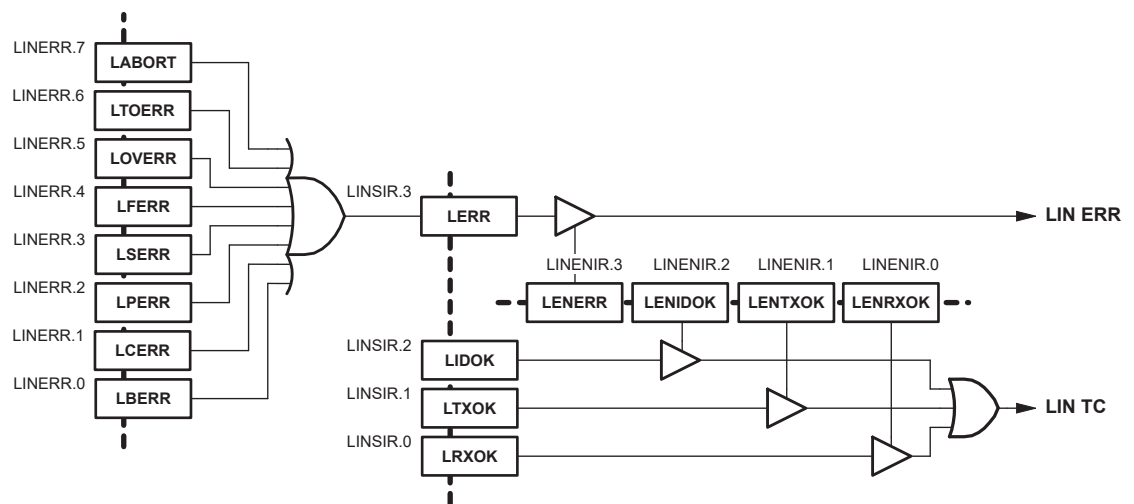 LINERR.7
LABORT
LINERR.6
LTOERR
LINERR.5
LOVERR
LINERR.4
LFERR
LINERR.3
LSERR
LINERR.2
LPERR
LINERR.1
LCERR
LINERR.0
LBERR
LINSIR.3
LERR
LIN ERR
LINENIR.3 LINENIR.2 LINENIR.1 LINENIR.0
LENERR LENIDOK LENTXOK LENRXOK
LINSIR.2
LIDOK
LINSIR.1
LTXOK
LIN TC
LINSIR.0
LRXOK